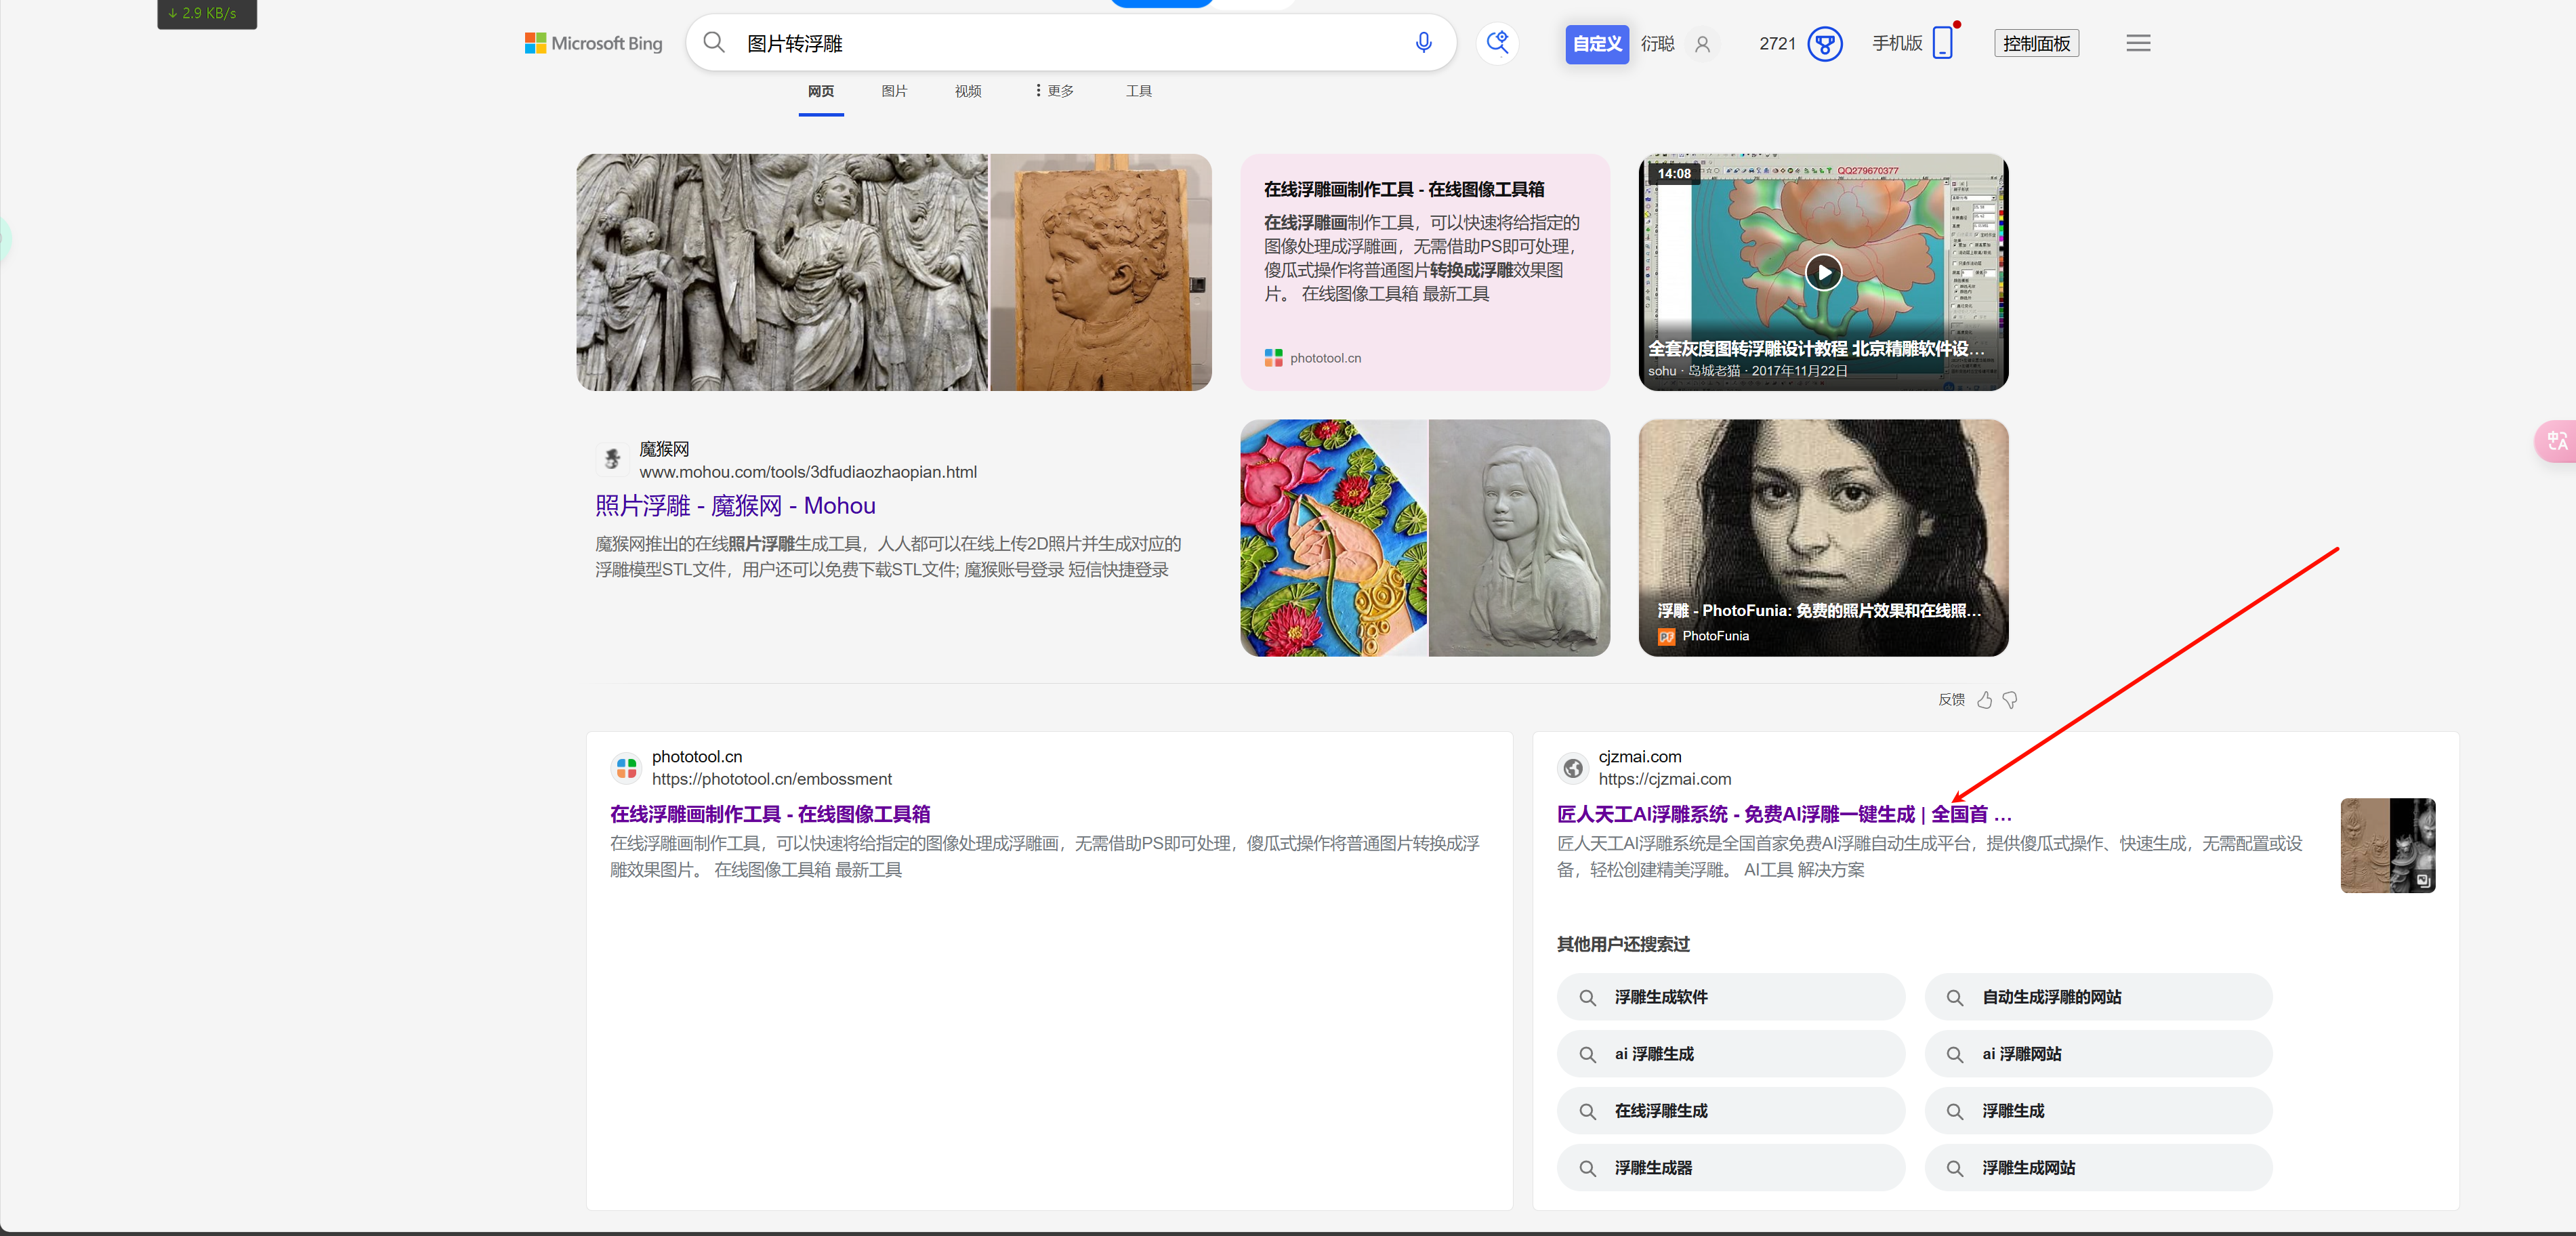 ↓ 2.9 KB/s
Microsoft Bing
图片转浮雕
自定义
衍聪
2721
手机版
控制面板
网页
图片
视频
更多
工具
在线浮雕画制作工具 - 在线图像工具箱
在线浮雕画制作工具，可以快速将给指定的
图像处理成浮雕画，无需借助PS即可处理，
傻瓜式操作将普通图片转换成浮雕效果图
片。 在线图像工具箱 最新工具
phototool.cn
14:08
QQ279670377
全套灰度图转浮雕设计教程 北京精雕软件设...
sohu · 岛城老猫 · 2017年11月22日
魔猴网
www.mohou.com/tools/3dfudiaozhaopian.html
照片浮雕 - 魔猴网 - Mohou
魔猴网推出的在线照片浮雕生成工具，人人都可以在线上传2D照片并生成对应的
浮雕模型STL文件，用户还可以免费下载STL文件; 魔猴账号登录 短信快捷登录
浮雕 - PhotoFunia: 免费的照片效果和在线照...
PF PhotoFunia
反馈
phototool.cn
https://phototool.cn/embossment
在线浮雕画制作工具 - 在线图像工具箱
在线浮雕画制作工具，可以快速将给指定的图像处理成浮雕画，无需借助PS即可处理，傻瓜式操作将普通图片转换成浮
雕效果图片。 在线图像工具箱 最新工具
cjzmai.com
https://cjzmai.com
匠人天工AI浮雕系统 - 免费AI浮雕一键生成 | 全国首 ...
匠人天工AI浮雕系统是全国首家免费AI浮雕自动生成平台，提供傻瓜式操作、快速生成，无需配置或设
备，轻松创建精美浮雕。 AI工具 解决方案
其他用户还搜索过
浮雕生成软件
自动生成浮雕的网站
ai 浮雕生成
ai 浮雕网站
在线浮雕生成
浮雕生成
浮雕生成器
浮雕生成网站